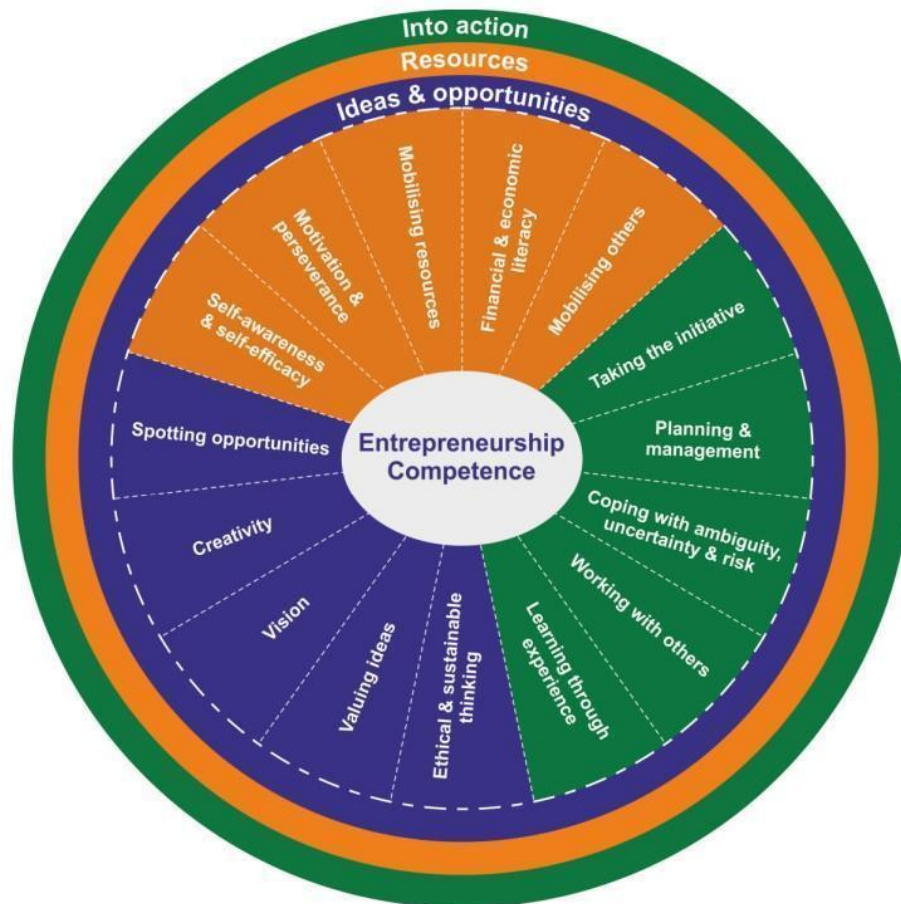 Into action
Resources
Ideas & opportunities
Mobilising resources
Financial & economic
literacy
Mobilising others
Taking the initiative
Planning &
management
Coping with ambiguity,
uncertainty & risk
Working with others
Learning through
experience
Ethical & sustainable
thinking
Valuing ideas
Vision
Creativity
Spotting opportunities
Self-awareness
& self-efficacy
Motivation &
perseverance
Entrepreneurship
Competence